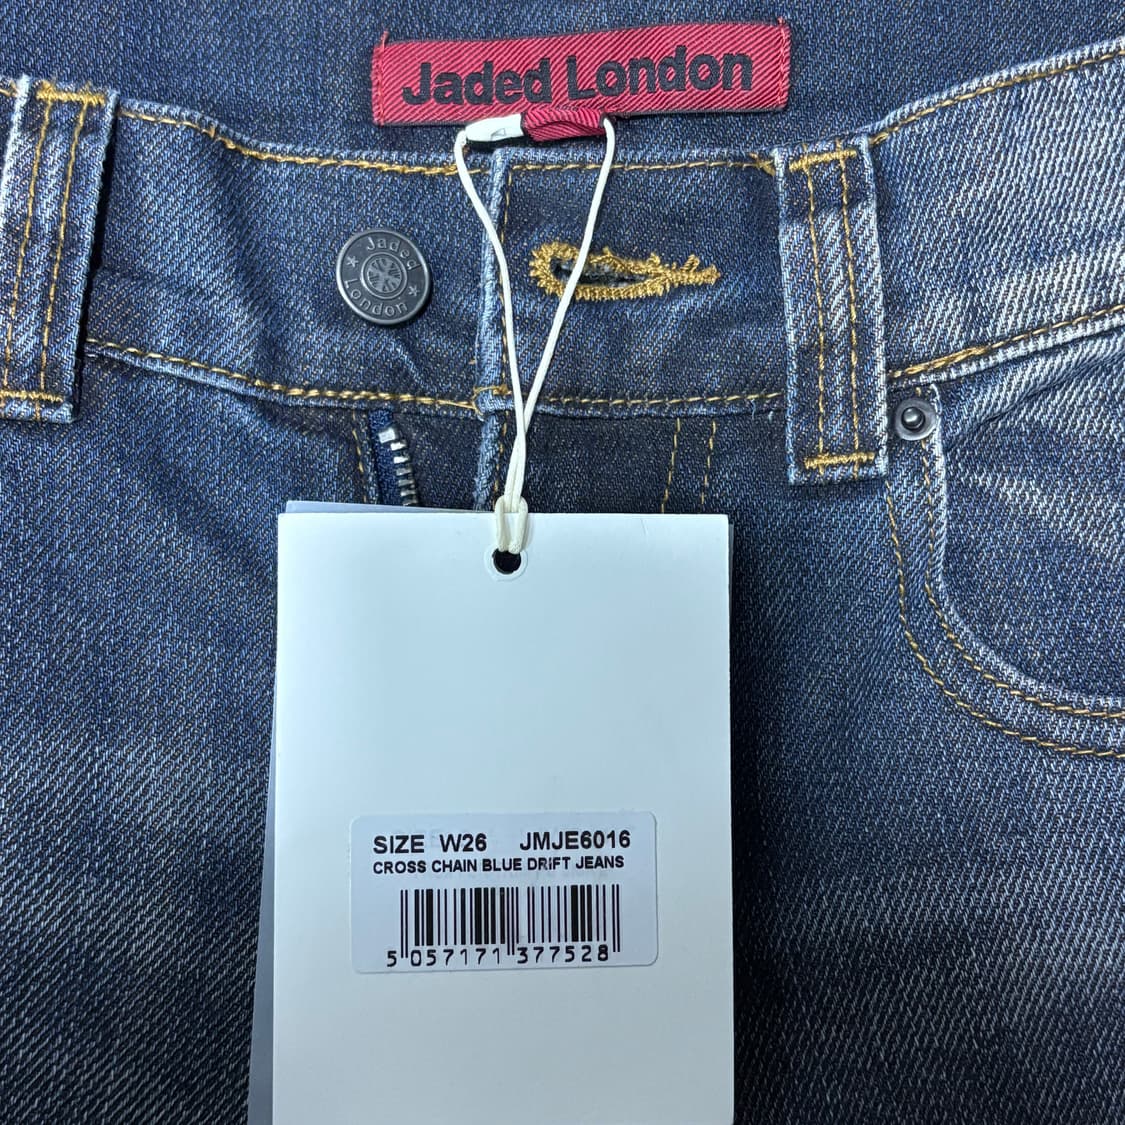 Jaded London
Jaded
London
SIZE W26 JMJE6016
CROSS CHAIN BLUE DRIFT JEANS
5 057171 377528